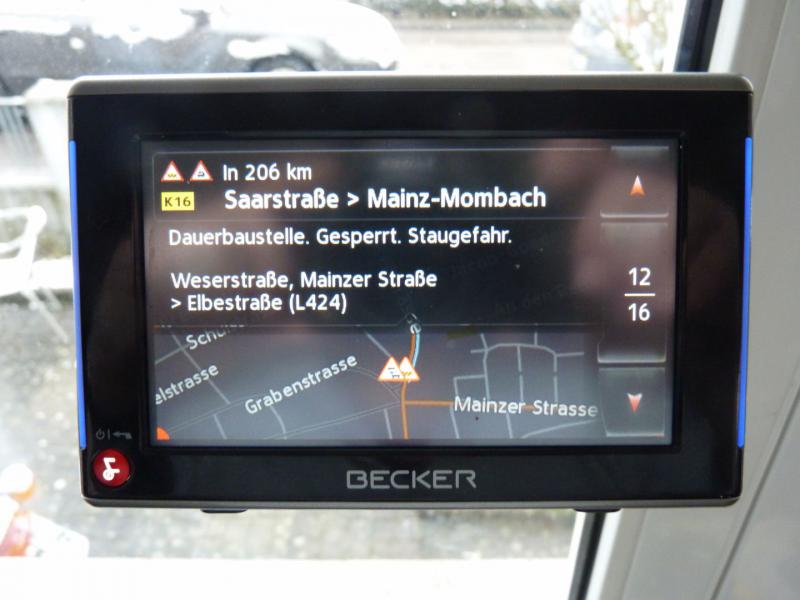 In 206 km
K16 Saarstraße > Mainz-Mombach
Dauerbaustelle. Gesperrt. Staugefahr.
Weserstraße, Mainzer Straße
> Elbestraße (L424)
12
16
Grabenstrasse
Mainzer Strasse
BECKER